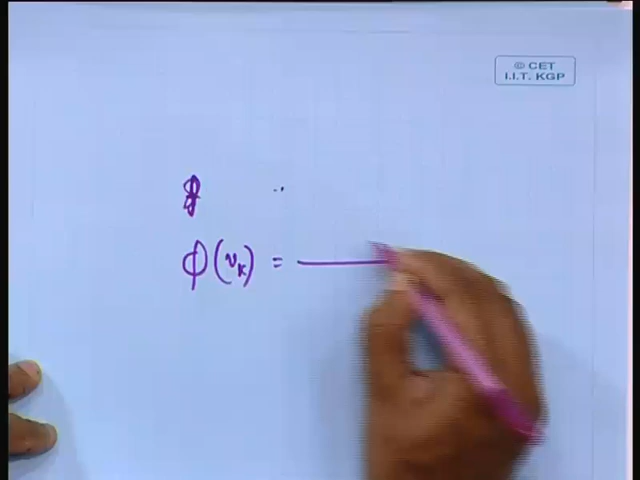 © CET
I.I.T. KGP
φ(v_k) = —